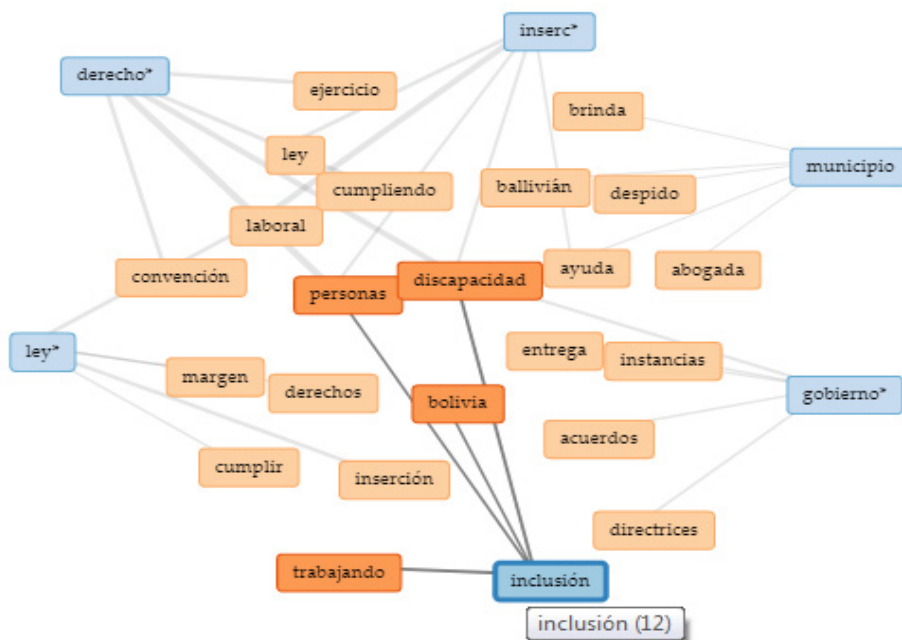 inserc*
derecho*
ejercicio
brinda
ley
municipio
cumpliendo
ballivián
despido
laboral
convención
ayuda
abogada
discapacidad
personas
ley*
entrega
instancias
margen
derechos
gobierno*
bolivia
acuerdos
cumplir
inserción
directrices
trabajando
inclusión
inclusión (12)